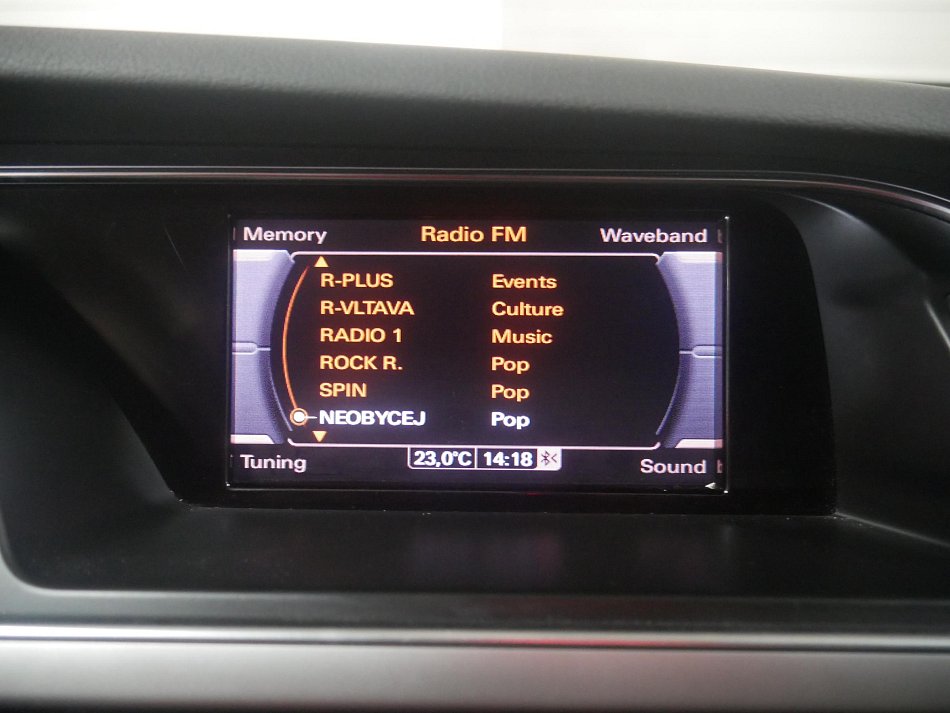 Memory Radio FM Waveband
R-PLUS Events
R-VLTAVA Culture
RADIO 1 Music
ROCK R. Pop
SPIN Pop
NEOBYCEJ Pop
Tuning 23,0°C 14:18 Sound